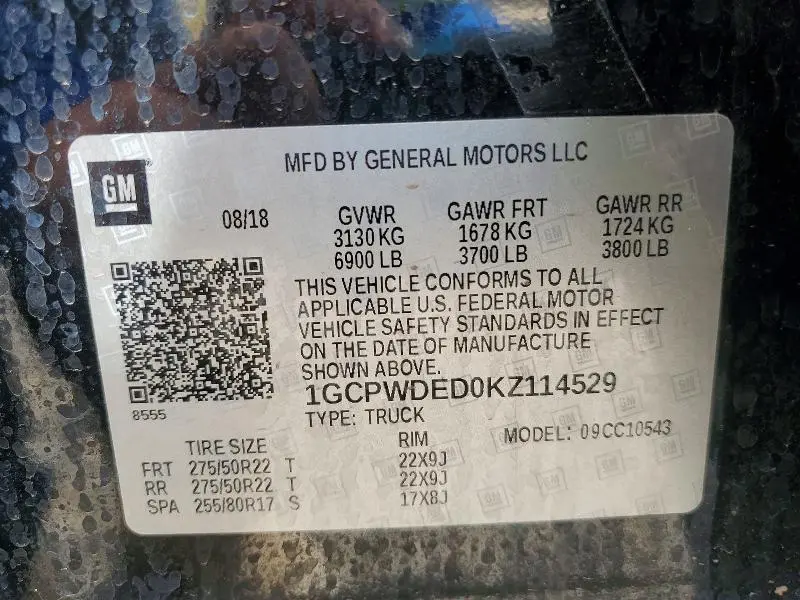 MFD BY GENERAL MOTORS LLC
GM
08/18
GVWR GAWR FRT GAWR RR
3130 KG 1678 KG 1724 KG
6900 LB 3700 LB 3800 LB
THIS VEHICLE CONFORMS TO ALL
APPLICABLE U.S. FEDERAL MOTOR
VEHICLE SAFETY STANDARDS IN EFFECT
ON THE DATE OF MANUFACTURE
SHOWN ABOVE.
1GCPWDED0KZ114529
8555
TYPE: TRUCK
TIRE SIZE RIM MODEL: 09CC10543
FRT 275/50R22 T 22X9J
RR 275/50R22 T 22X9J
SPA 255/80R17 S 17X8J